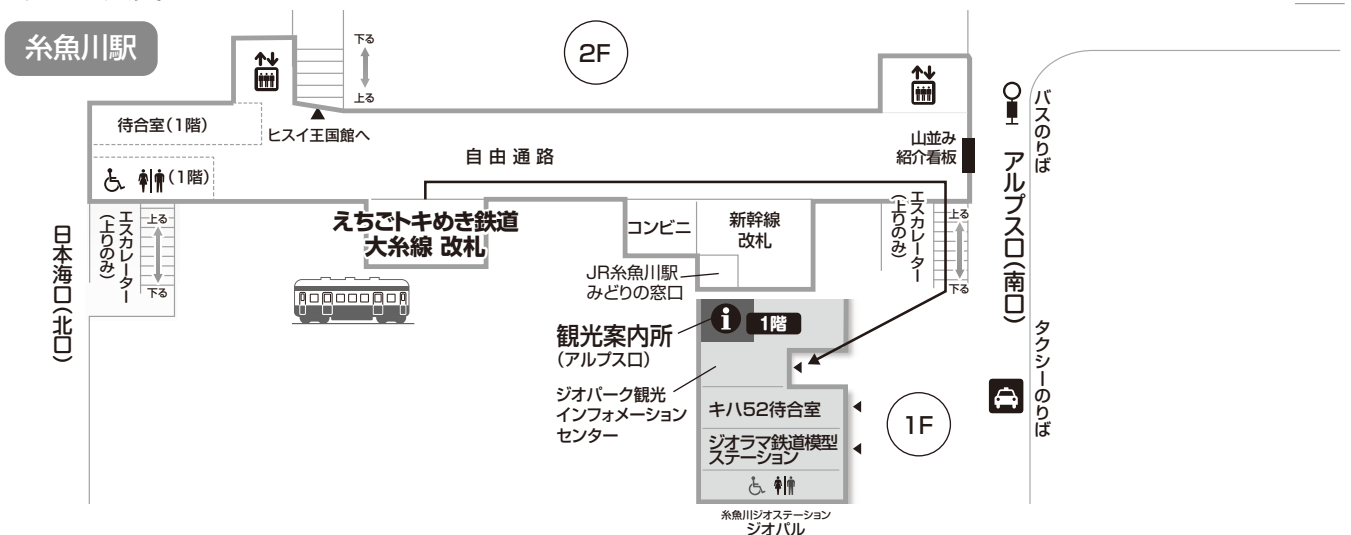 糸魚川駅
2F
下る
上る
待合室(1階)
ヒスイ王国館へ
自由通路
山並み
紹介看板
(1階)
バスのりば
アルプス口(南口)
日本海口(北口)
エスカレーター
(上りのみ)
上る
下る
えちごトキめき鉄道
大糸線 改札
コンビニ
新幹線
改札
エスカレーター
(上りのみ)
上る
下る
JR糸魚川駅
みどりの窓口
観光案内所
(アルプス口)
i 1階
タクシーのりば
ジオパーク観光
インフォメーション
センター
キハ52待合室
1F
ジオラマ鉄道模型
ステーション
糸魚川ジオステーション
ジオパル